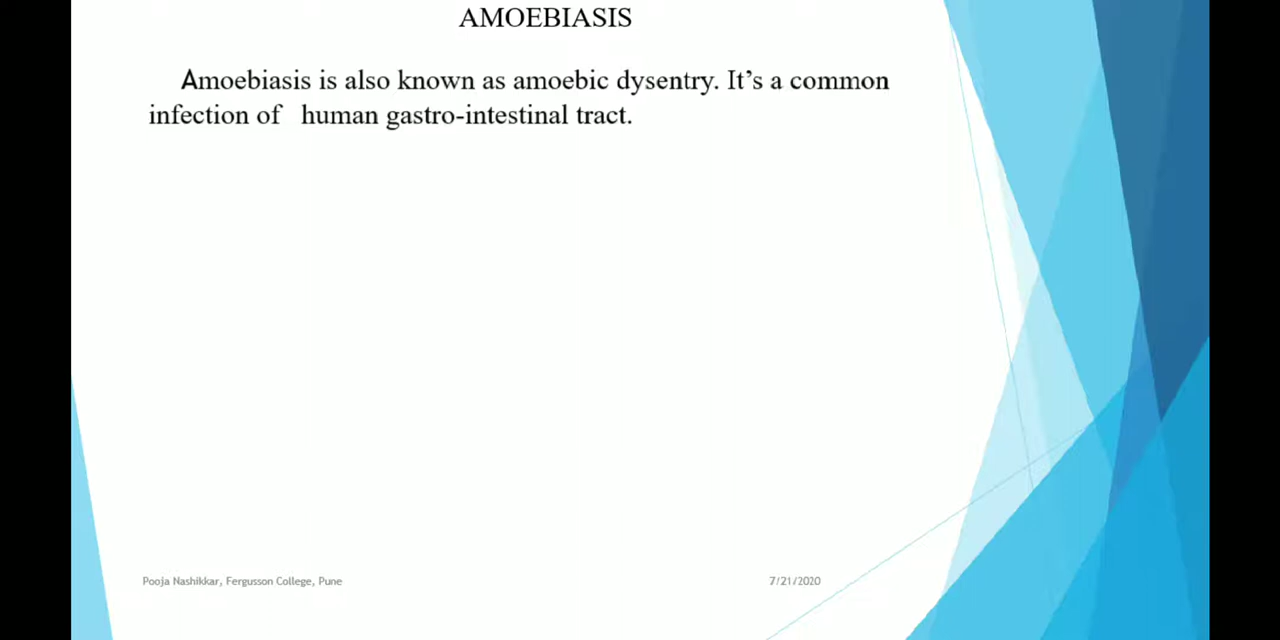 AMOEBIASIS
Amoebiasis is also known as amoebic dysentry. It’s a common
infection of human gastro-intestinal tract.
Pooja Nashikkar, Fergusson College, Pune
7/21/2020